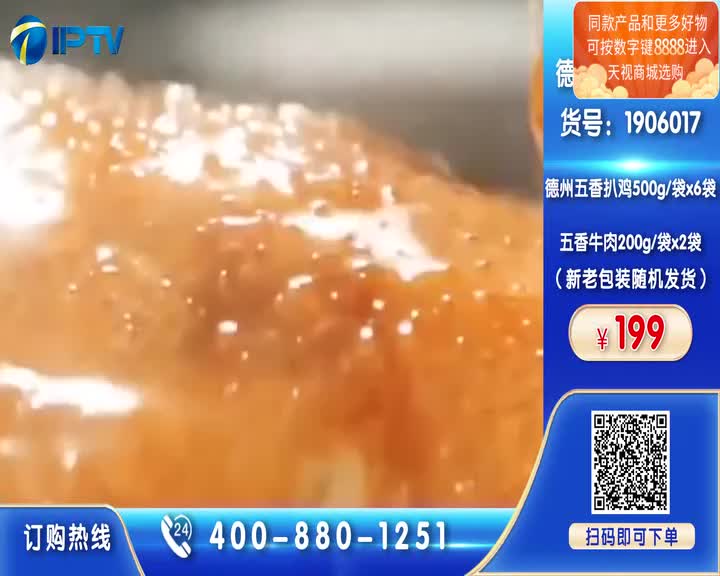 IPTV
同款产品和更多好物
可按数字键8888进入
天视商城选购
德
货号：1906017
德州五香扒鸡500g/袋x6袋
五香牛肉200g/袋x2袋
（新老包装随机发货）
¥199
扫码即可下单
订购热线
24
400-880-1251